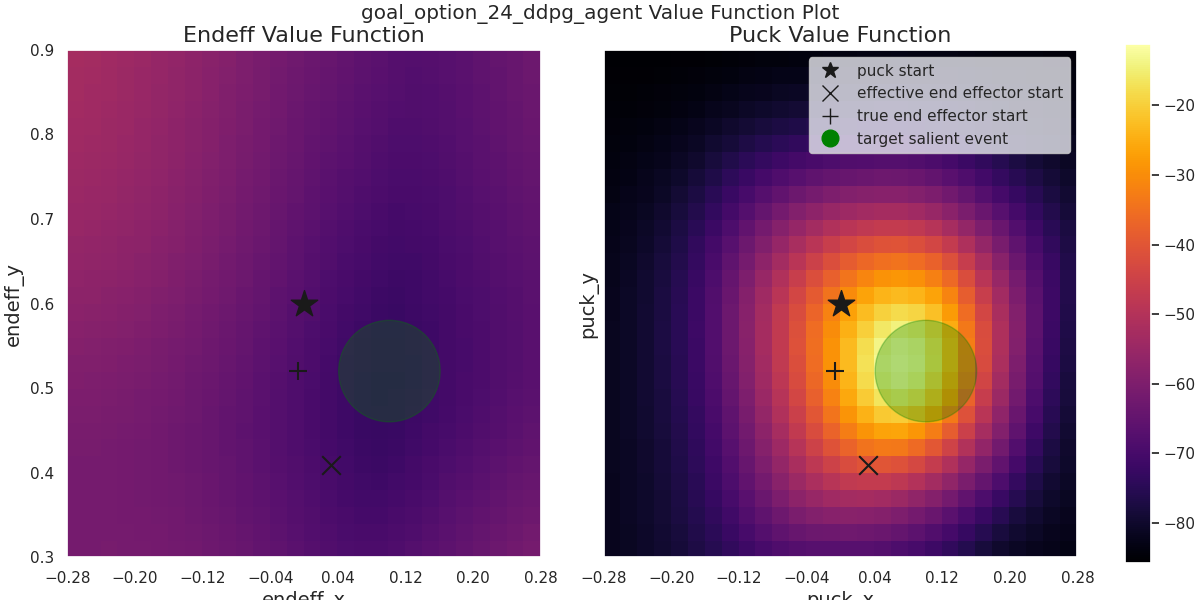 goal_option_24_ddpg_agent Value Function Plot
Endeff Value Function
Puck Value Function
puck start
effective end effector start
true end effector start
target salient event
endeff_y
0.9
0.8
0.7
0.6
0.5
0.4
0.3
−0.28 −0.20 −0.12 −0.04 0.04 0.12 0.20 0.28
endeff_x
puck_y
−0.28 −0.20 −0.12 −0.04 0.04 0.12 0.20 0.28
puck_x
−20
−30
−40
−50
−60
−70
−80